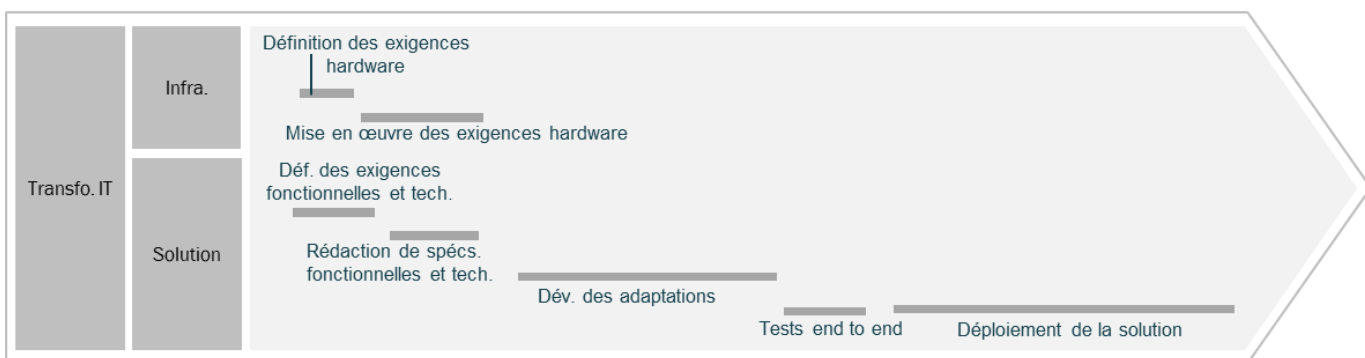 Transfo. IT
Infra.
Définition des exigences
hardware
Mise en œuvre des exigences hardware
Solution
Déf. des exigences
fonctionnelles et tech.
Rédaction de spécs.
fonctionnelles et tech.
Dév. des adaptations
Tests end to end
Déploiement de la solution